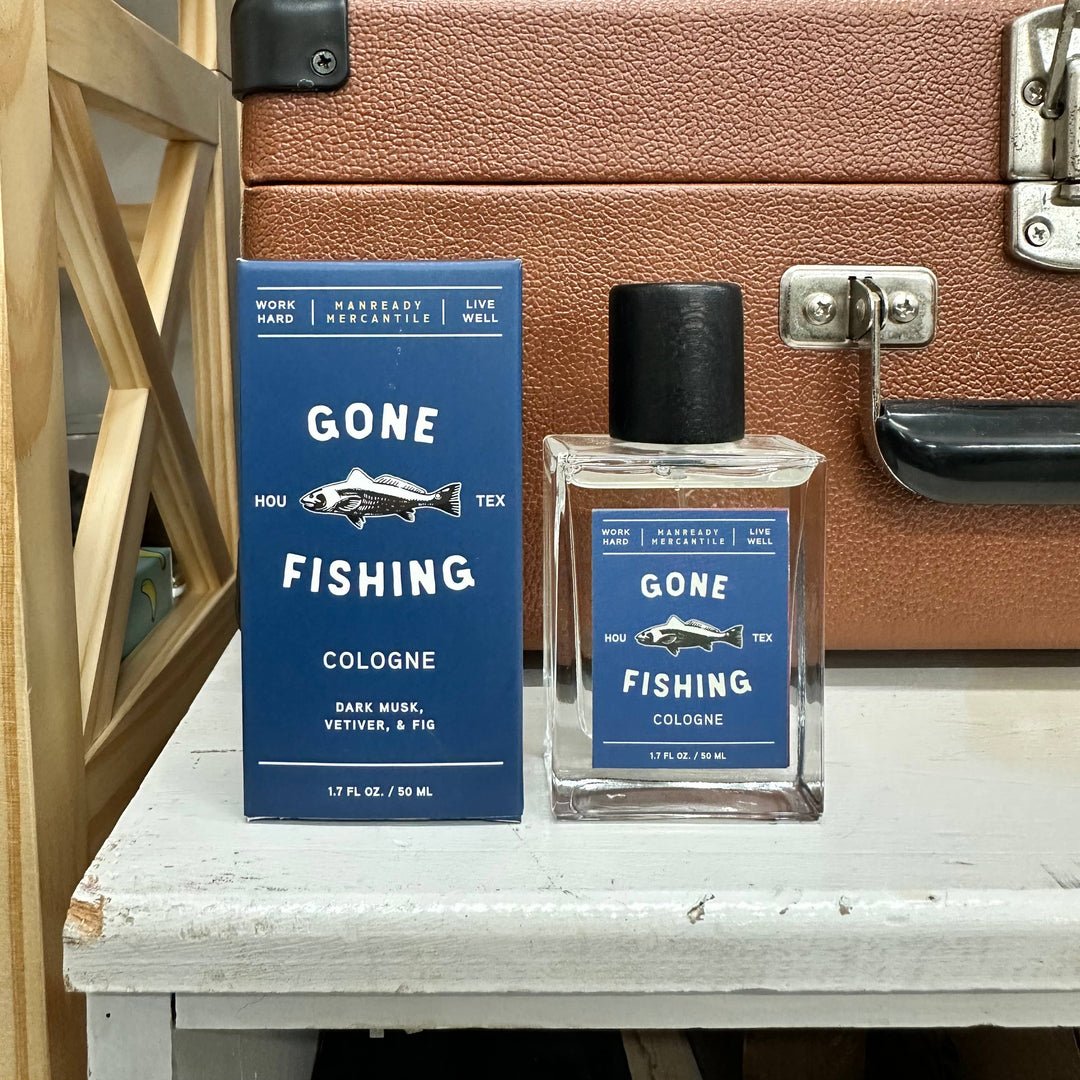 WORK HARD | MANREADY MERCANTILE | LIVE WELL
GONE
HOU TEX
FISHING
COLOGNE
DARK MUSK,
VETIVER, & FIG
1.7 FL OZ. / 50 ML
WORK HARD | MANREADY MERCANTILE | LIVE WELL
GONE
HOU TEX
FISHING
COLOGNE
1.7 FL OZ. / 50 ML